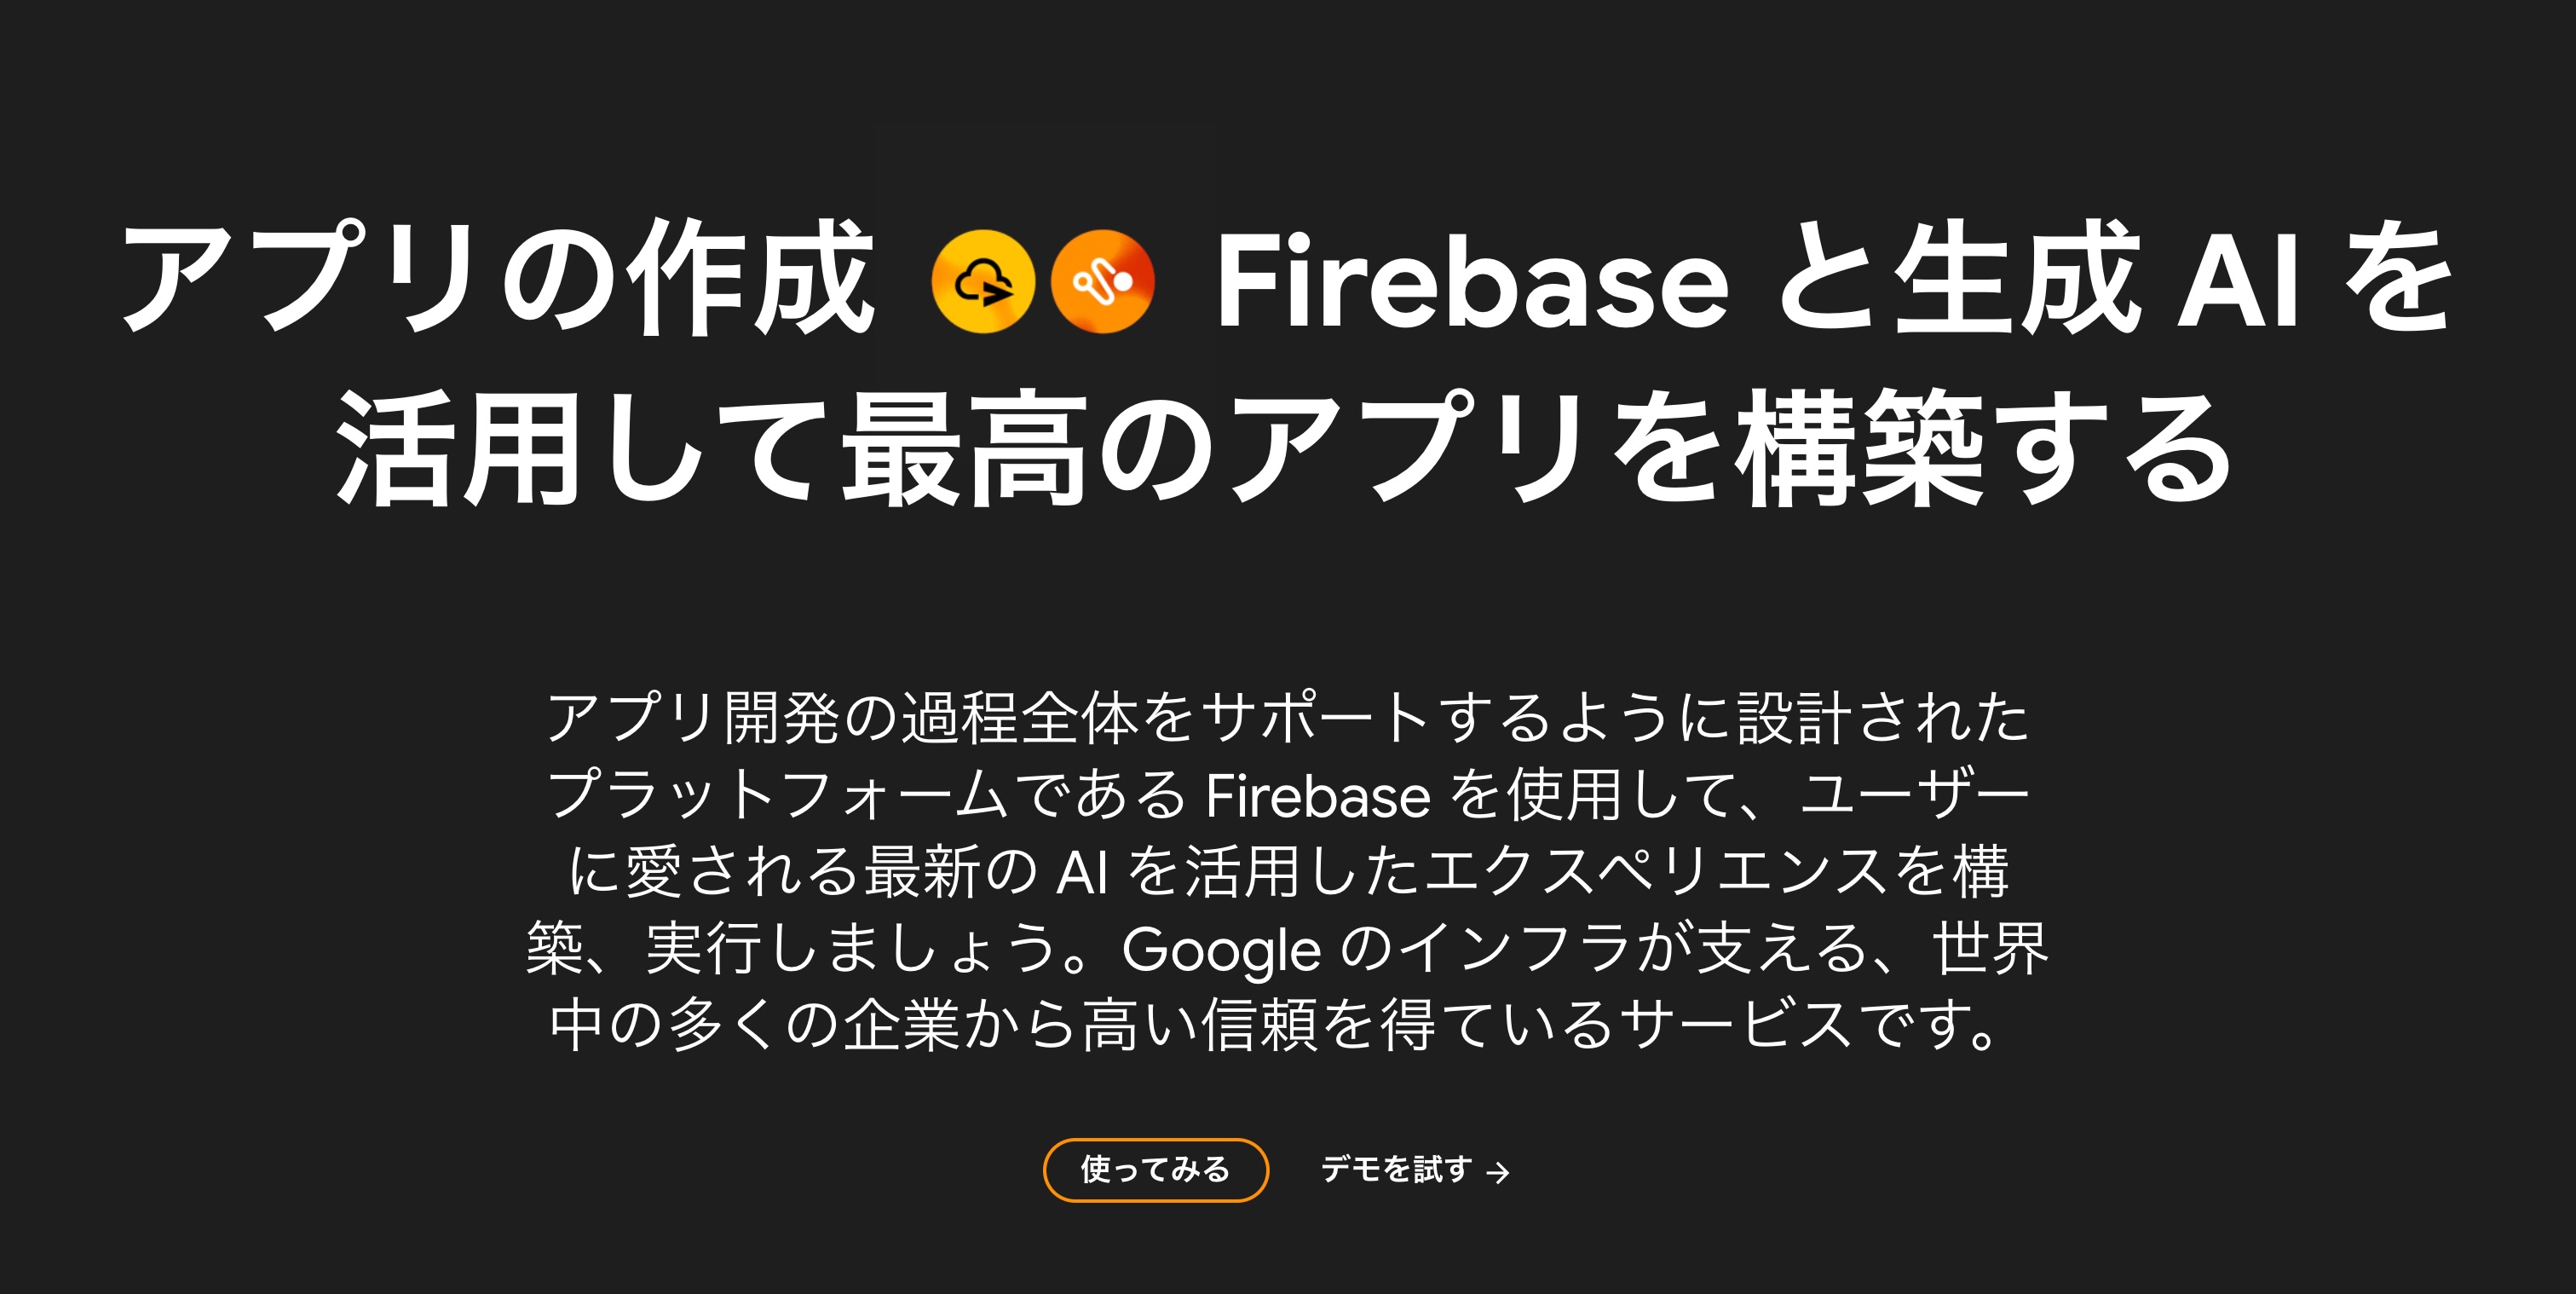 アプリの作成 Firebase と生成 AI を
活用して最高のアプリを構築する
アプリ開発の過程全体をサポートするように設計された
プラットフォームである Firebase を使用して、ユーザー
に愛される最新の AI を活用したエクスペリエンスを構
築、実行しましょう。Google のインフラが支える、世界
中の多くの企業から高い信頼を得ているサービスです。
使ってみる
デモを試す →